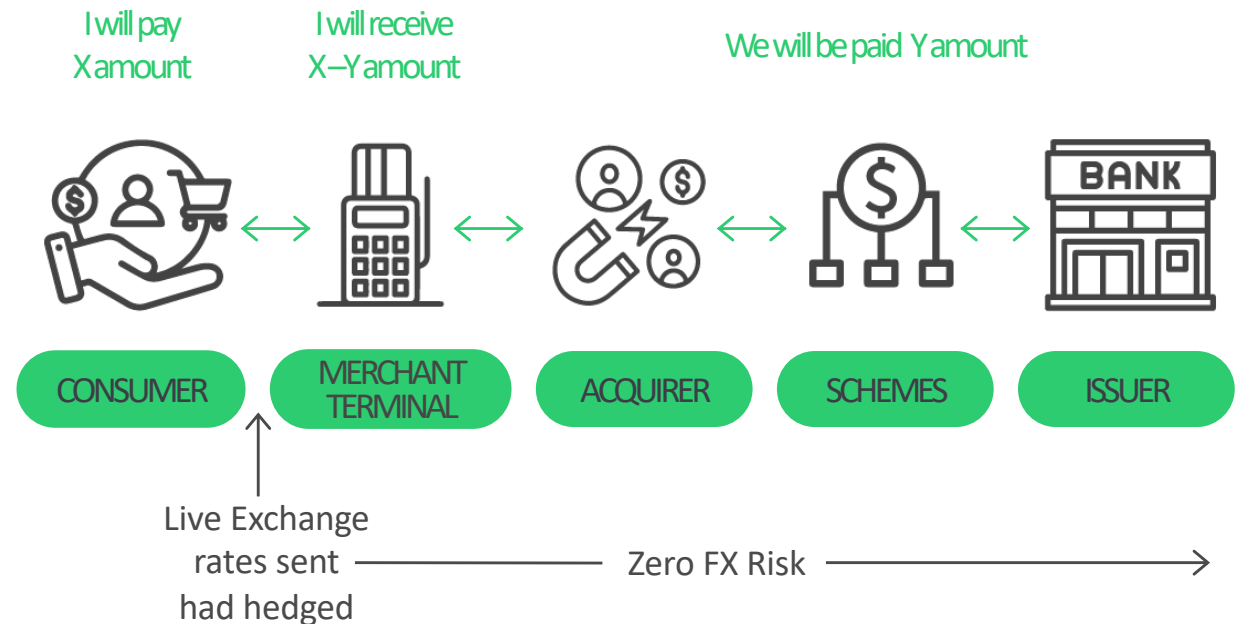 I will pay
X amount
I will receive
X–Y amount
We will be paid Y amount
$
$
$
BANK
CONSUMER
MERCHANT
TERMINAL
ACQUIRER
SCHEMES
ISSUER
Live Exchange
rates sent
had hedged
Zero FX Risk